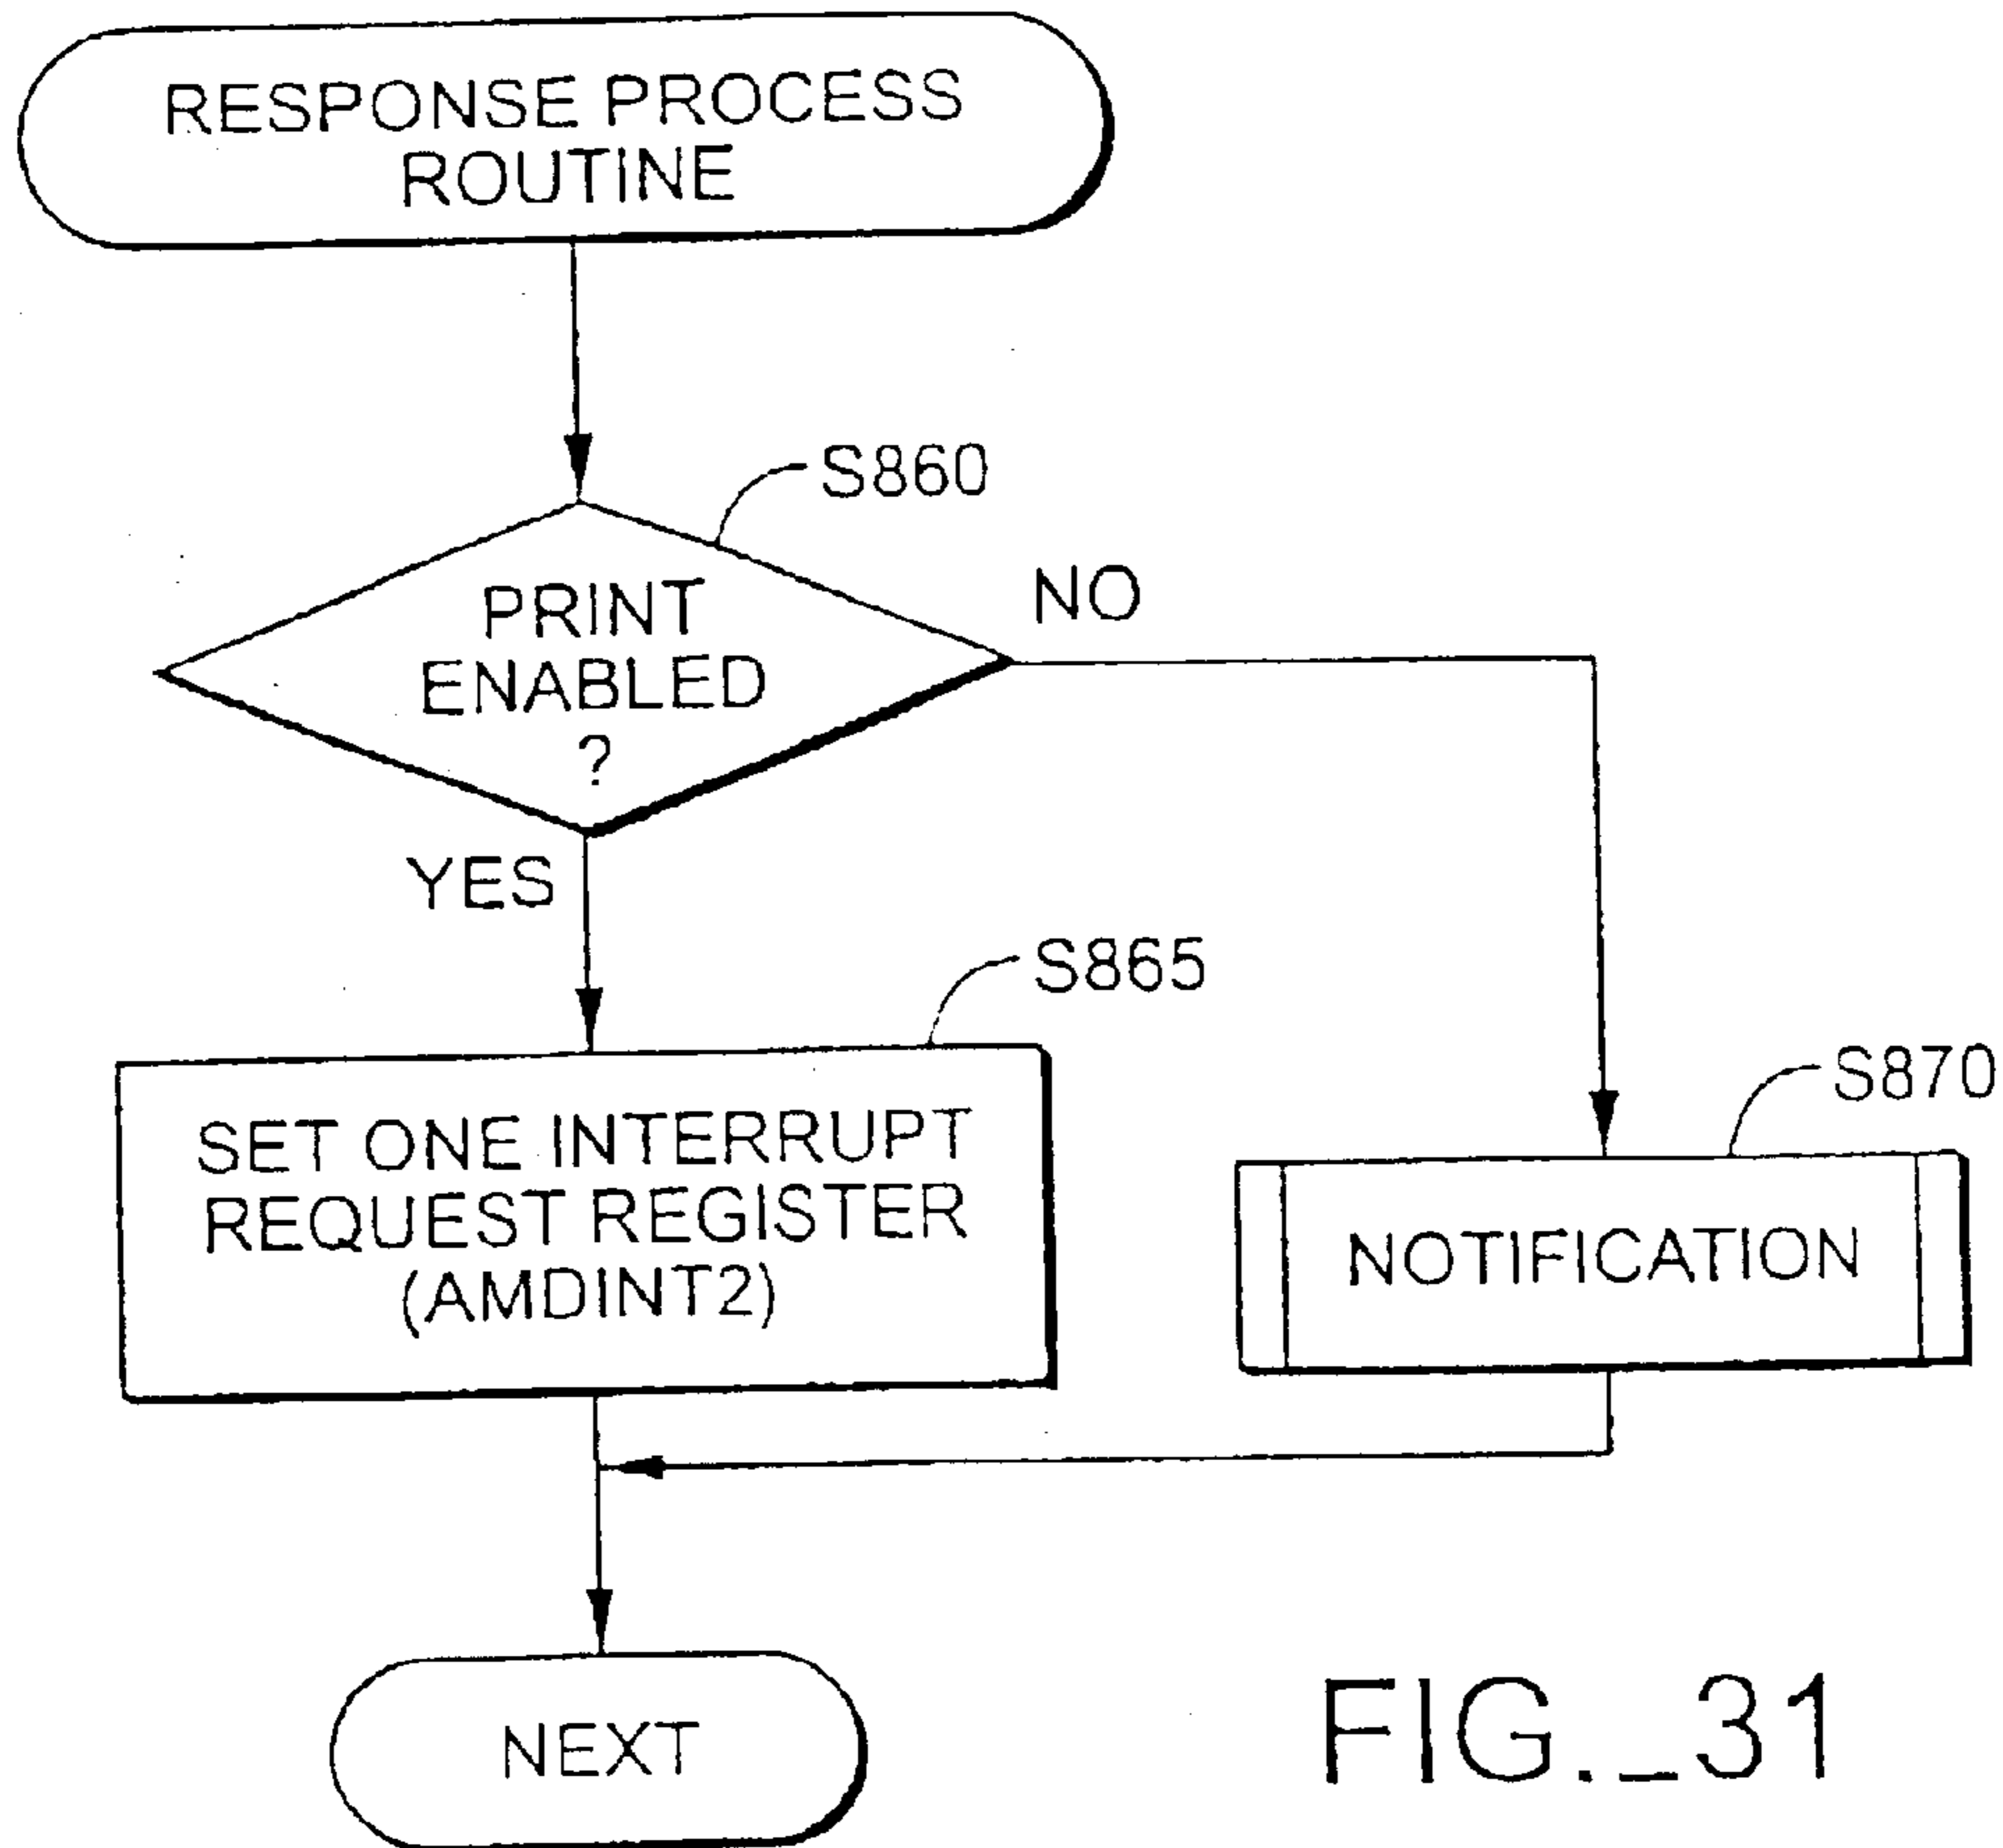 RESPONSE PROCESS
ROUTINE
S860
PRINT
ENABLED
?
NO
YES
S865
SET ONE INTERRUPT
REQUEST REGISTER
(AMDINT2)
S870
NOTIFICATION
NEXT
FIG._31